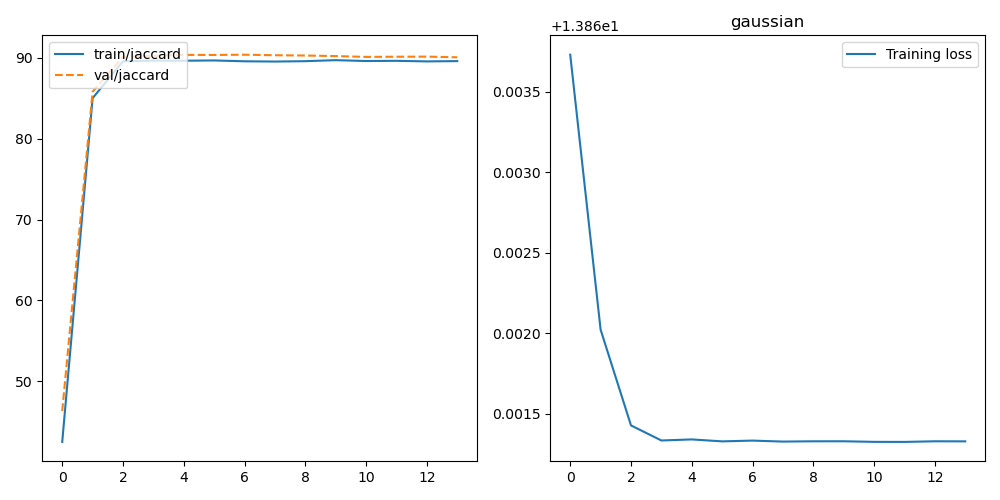 train/jaccard
val/jaccard
90
80
70
60
50
0 2 4 6 8 10 12
+1.386e1
gaussian
Training loss
0.0035
0.0030
0.0025
0.0020
0.0015
0 2 4 6 8 10 12